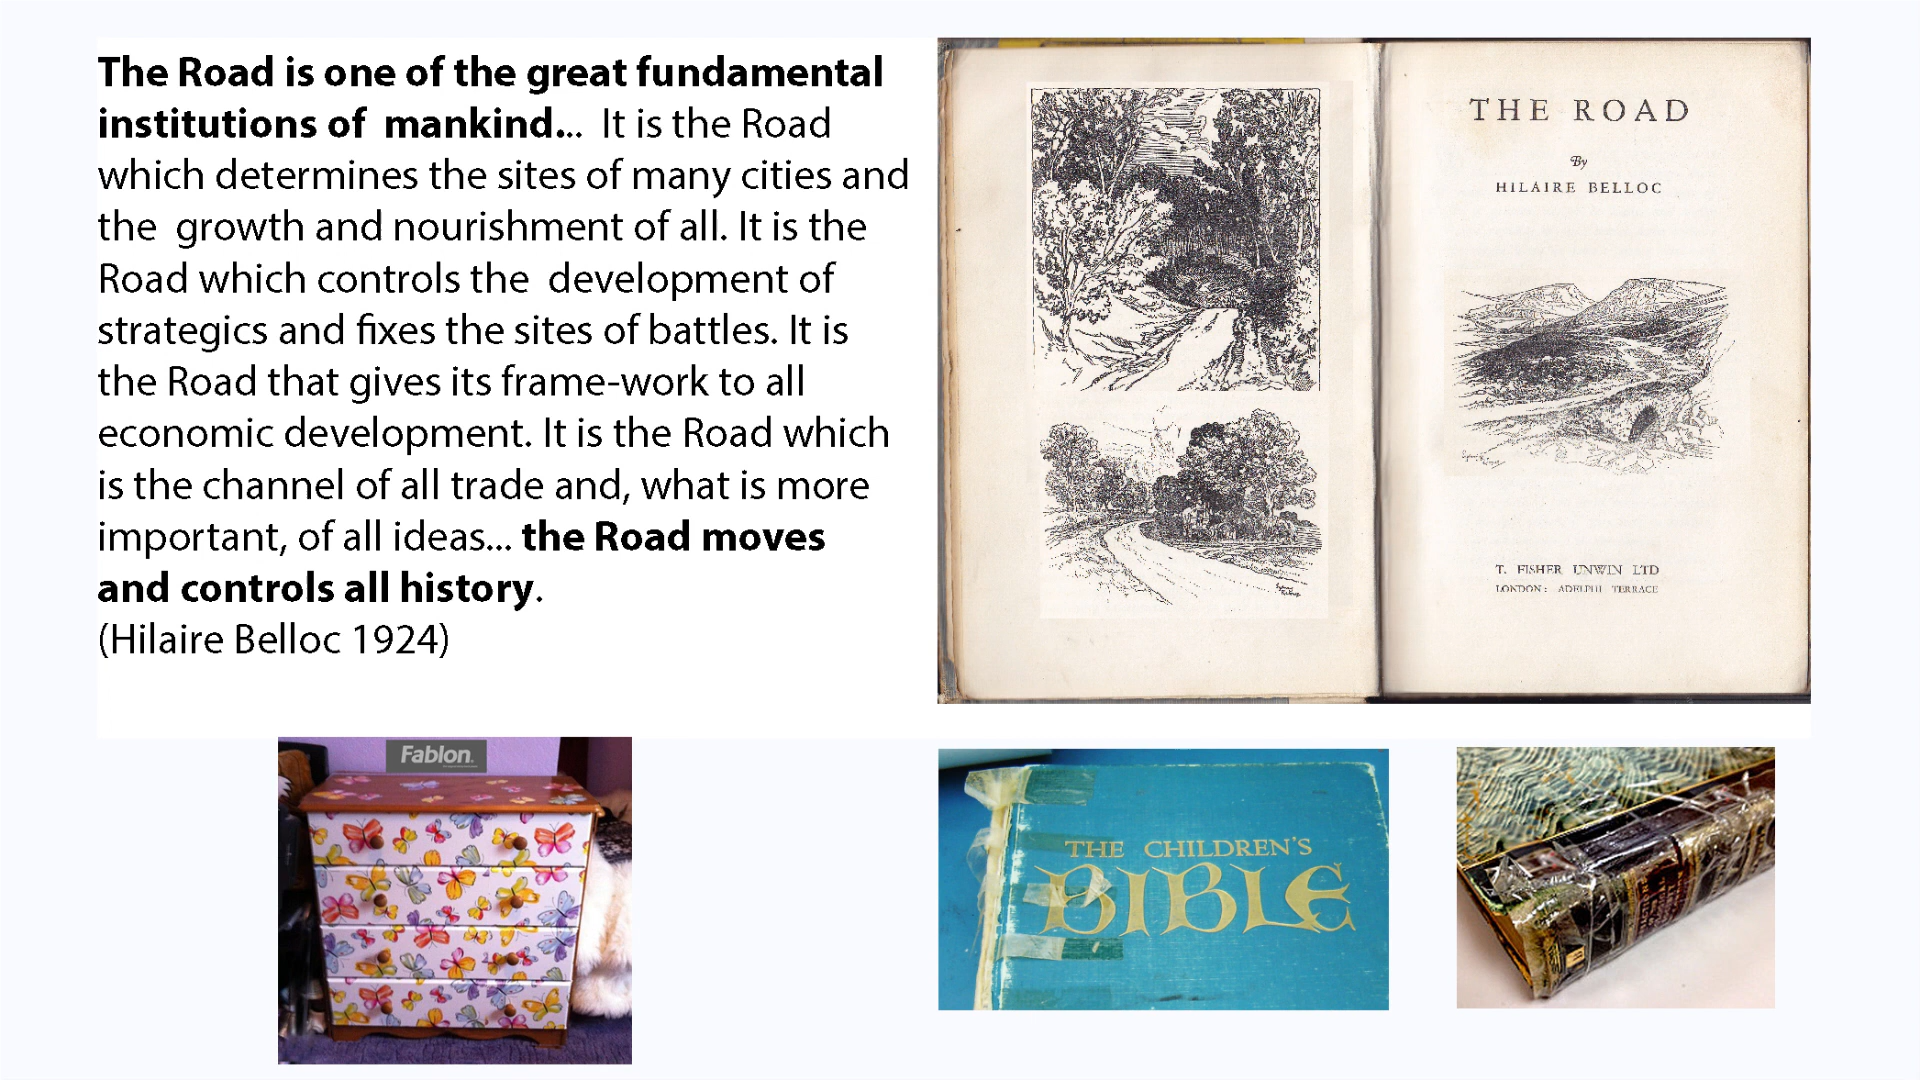 The Road is one of the great fundamental
institutions of mankind... It is the Road
which determines the sites of many cities and
the growth and nourishment of all. It is the
Road which controls the development of
strategics and fixes the sites of battles. It is
the Road that gives its frame-work to all
economic development. It is the Road which
is the channel of all trade and, what is more
important, of all ideas... the Road moves
and controls all history.
(Hilaire Belloc 1924)
THE ROAD
By
HILAIRE BELLOC
T. FISHER UNWIN LTD
LONDON: ADELPHI TERRACE
Fablon.
THE CHILDREN'S
BIBLE